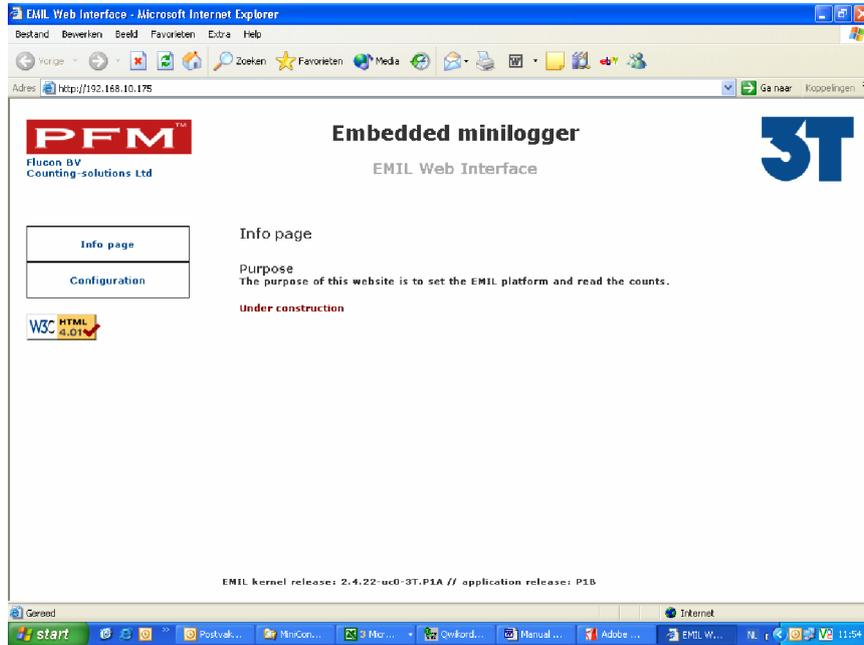 EMIL Web Interface - Microsoft Internet Explorer
Bestand Bewerken Beeld Favorieten Extra Help
Vorige Zoeken Favorieten Media
Adres http://192.168.10.175 Ga naar Koppelingen
PFM™
Flucon BV
Counting-solutions Ltd
Embedded minilogger
EMIL Web Interface
3T
Info page
Configuration
W3C HTML 4.01
Info page
Purpose
The purpose of this website is to set the EMIL platform and read the counts.
Under construction
EMIL kernel release: 2.4.22-uc0-3T.P1A // application release: P1B
Gereed Internet
start Postvak... MiniCon... 3 Micr... Qwikord... Manual ... Adobe ... EMIL W... NL 11:54